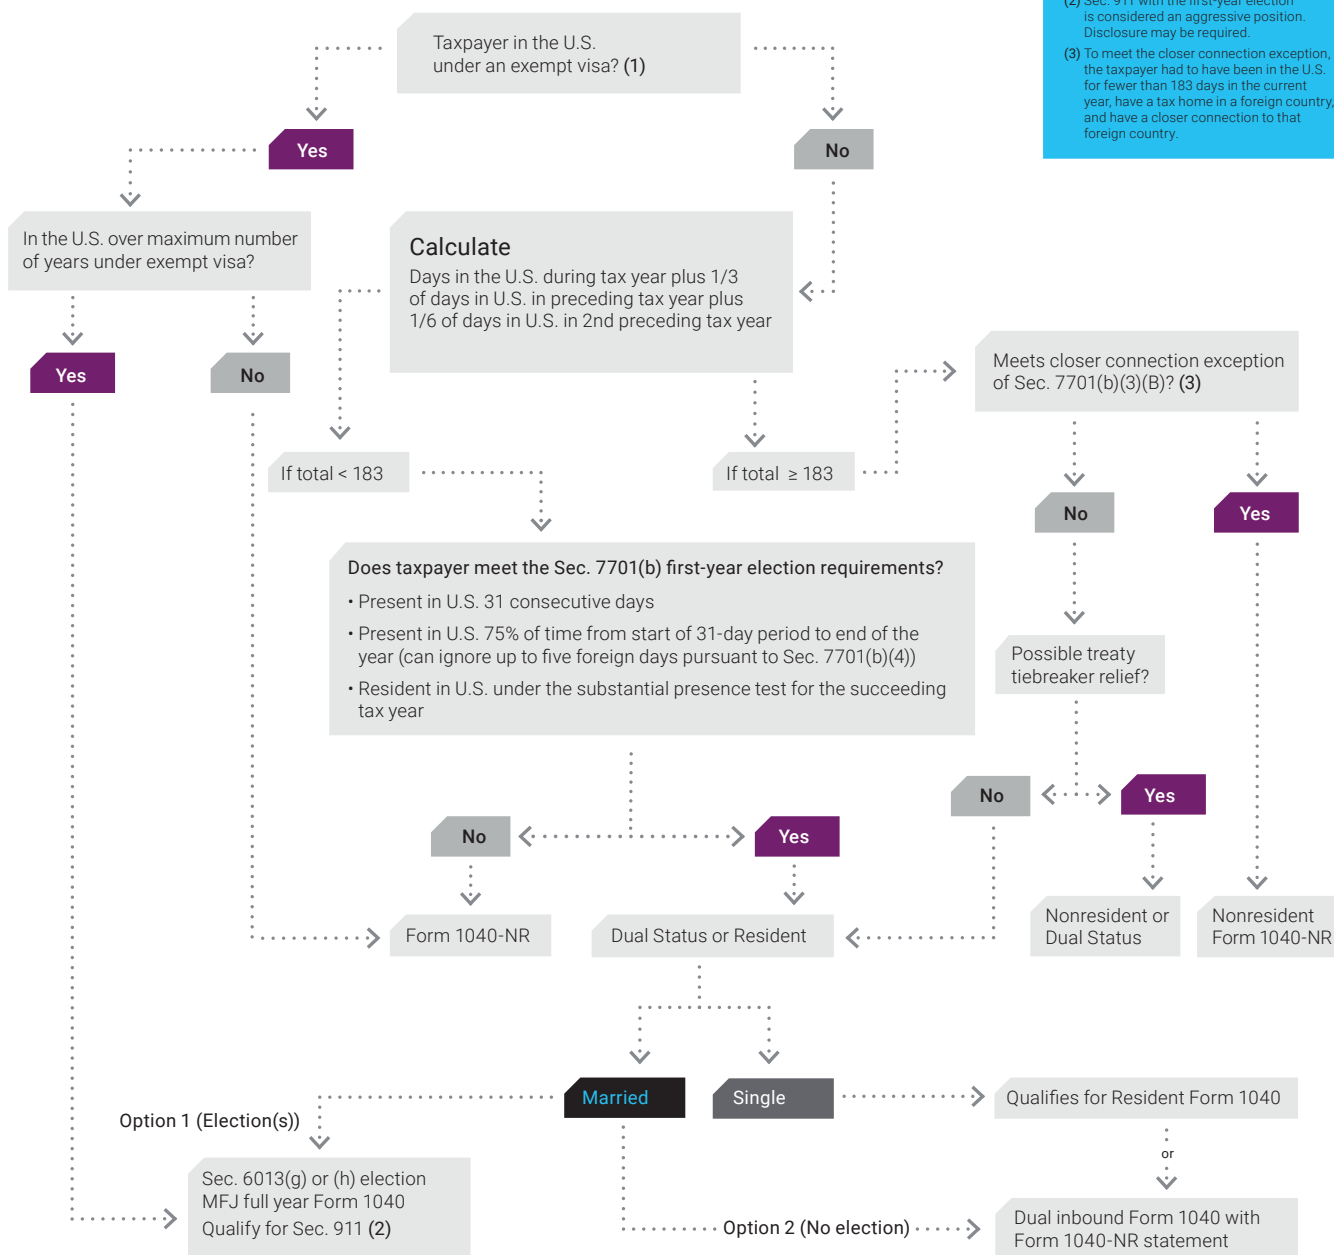 (2) Sec. 911 with the first-year election
is considered an aggressive position.
Disclosure may be required.
(3) To meet the closer connection exception,
the taxpayer had to have been in the U.S.
for fewer than 183 days in the current
year, have a tax home in a foreign country,
and have a closer connection to that
foreign country.
Taxpayer in the U.S.
under an exempt visa? (1)
Yes
No
In the U.S. over maximum number
of years under exempt visa?
Calculate
Days in the U.S. during tax year plus 1/3
of days in U.S. in preceding tax year plus
1/6 of days in U.S. in 2nd preceding tax year
Yes
No
Meets closer connection exception
of Sec. 7701(b)(3)(B)? (3)
If total < 183
If total ≥ 183
No
Yes
Does taxpayer meet the Sec. 7701(b) first-year election requirements?
• Present in U.S. 31 consecutive days
• Present in U.S. 75% of time from start of 31-day period to end of the
year (can ignore up to five foreign days pursuant to Sec. 7701(b)(4))
• Resident in U.S. under the substantial presence test for the succeeding
tax year
Possible treaty
tiebreaker relief?
No
Yes
No
Yes
Form 1040-NR
Dual Status or Resident
Nonresident or
Dual Status
Nonresident
Form 1040-NR
Married
Single
Qualifies for Resident Form 1040
Option 1 (Election(s))
or
Sec. 6013(g) or (h) election
MFJ full year Form 1040
Qualify for Sec. 911 (2)
Option 2 (No election)
Dual inbound Form 1040 with
Form 1040-NR statement